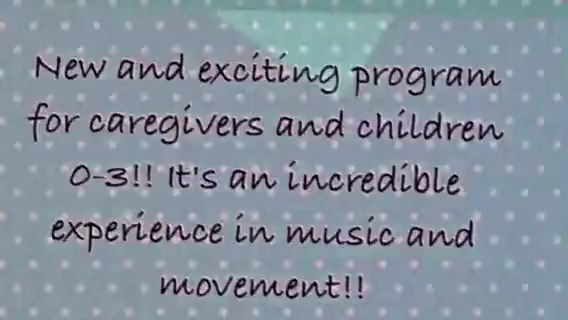 New and exciting program
for caregivers and children
0-3!! It's an incredible
experience in music and
movement!!